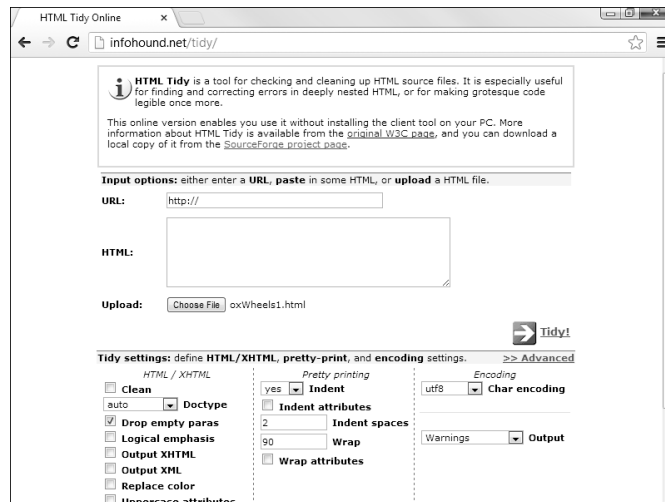 HTML Tidy Online
infohound.net/tidy/
HTML Tidy is a tool for checking and cleaning up HTML source files. It is especially useful
for finding and correcting errors in deeply nested HTML, or for making grotesque code
legible once more.
This online version enables you use it without installing the client tool on your PC. More
information about HTML Tidy is available from the original W3C page, and you can download a
local copy of it from the SourceForge project page.
Input options: either enter a URL, paste in some HTML, or upload a HTML file.
URL: http://
HTML:
Upload: Choose File oxWheels1.html
Tidy!
Tidy settings: define HTML/XHTML, pretty-print, and encoding settings. >> Advanced
HTML / XHTML Pretty printing Encoding
Clean yes Indent utf8 Char encoding
auto Doctype Indent attributes
Drop empty paras 2 Indent spaces
Logical emphasis 90 Wrap Warnings Output
Output XHTML Wrap attributes
Output XML
Replace color
Uppercase attributes